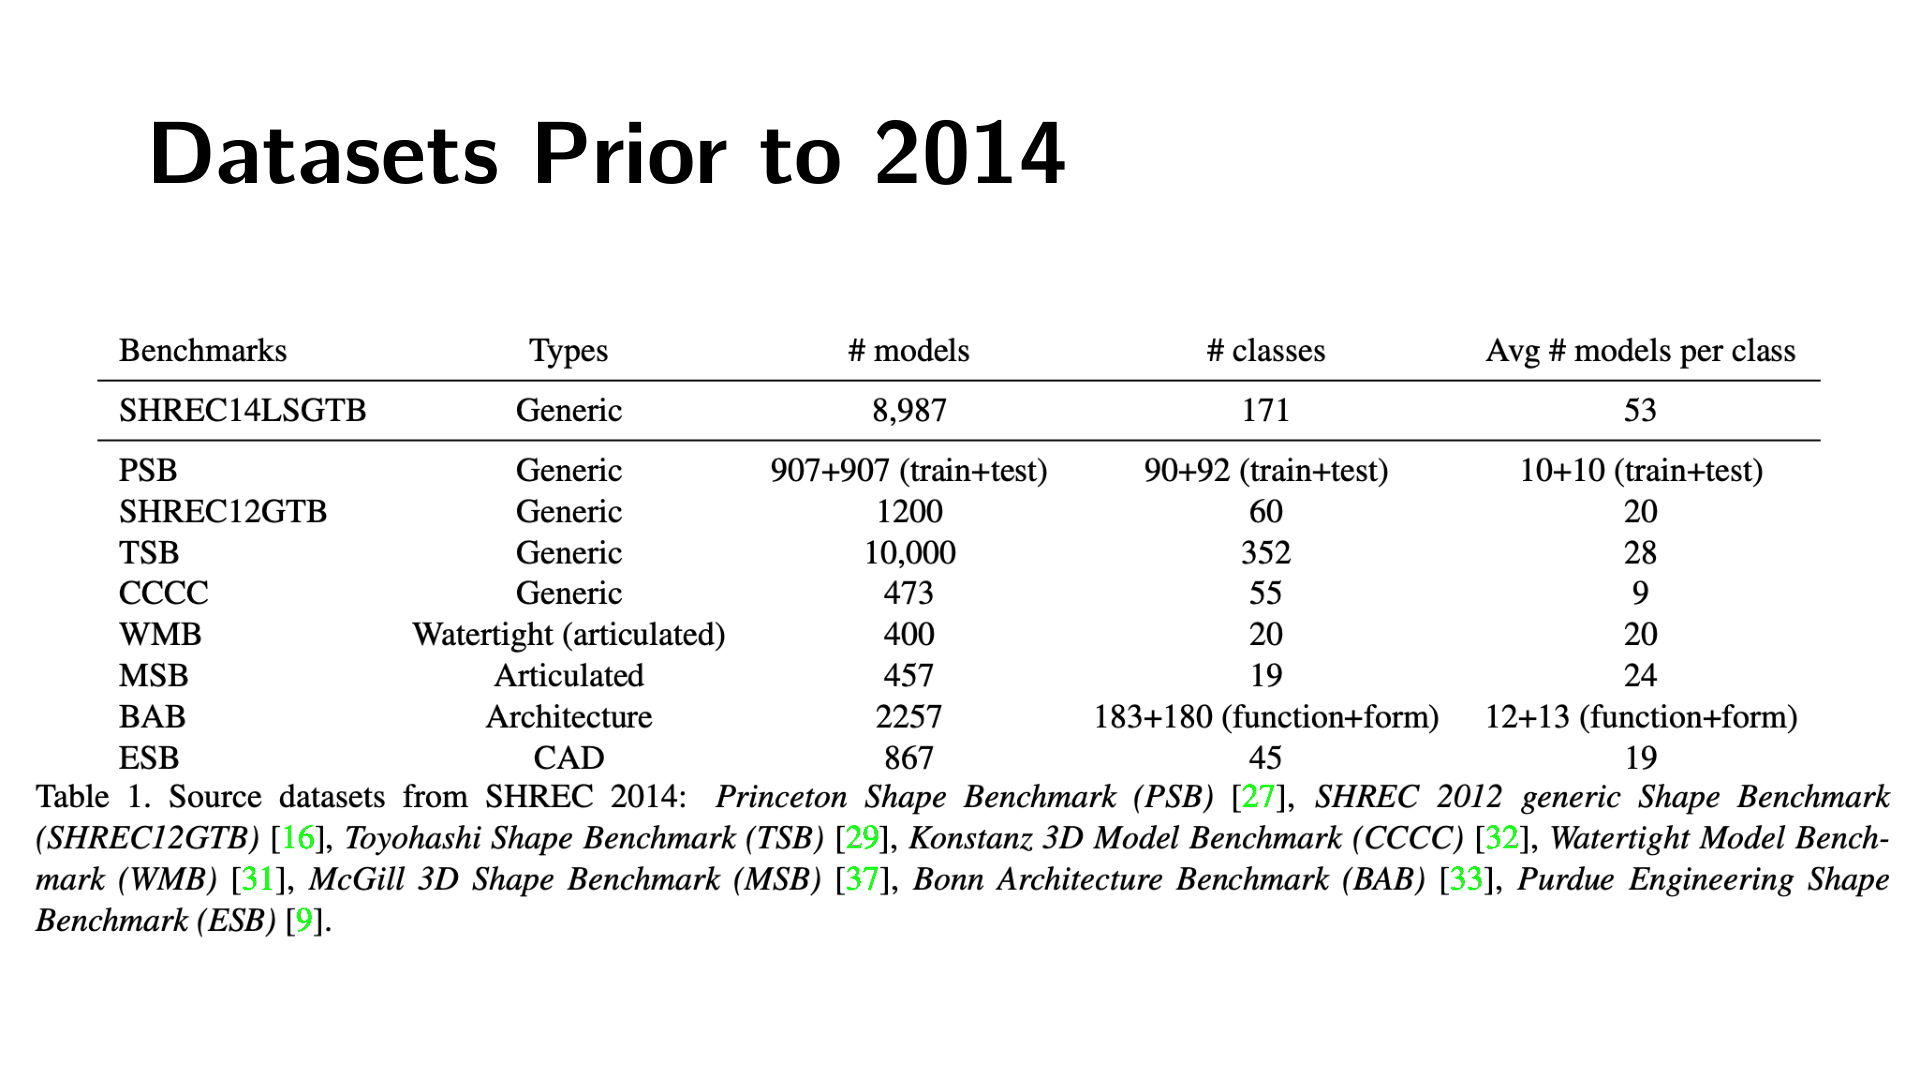 Datasets Prior to 2014
Benchmarks Types # models # classes Avg # models per class
SHREC14LSGTB Generic 8,987 171 53
PSB Generic 907+907 (train+test) 90+92 (train+test) 10+10 (train+test)
SHREC12GTB Generic 1200 60 20
TSB Generic 10,000 352 28
CCCC Generic 473 55 9
WMB Watertight (articulated) 400 20 20
MSB Articulated 457 19 24
BAB Architecture 2257 183+180 (function+form) 12+13 (function+form)
ESB CAD 867 45 19
Table 1. Source datasets from SHREC 2014: Princeton Shape Benchmark (PSB) [27], SHREC 2012 generic Shape Benchmark
(SHREC12GTB) [16], Toyohashi Shape Benchmark (TSB) [29], Konstanz 3D Model Benchmark (CCCC) [32], Watertight Model Bench-
mark (WMB) [31], McGill 3D Shape Benchmark (MSB) [37], Bonn Architecture Benchmark (BAB) [33], Purdue Engineering Shape
Benchmark (ESB) [9].